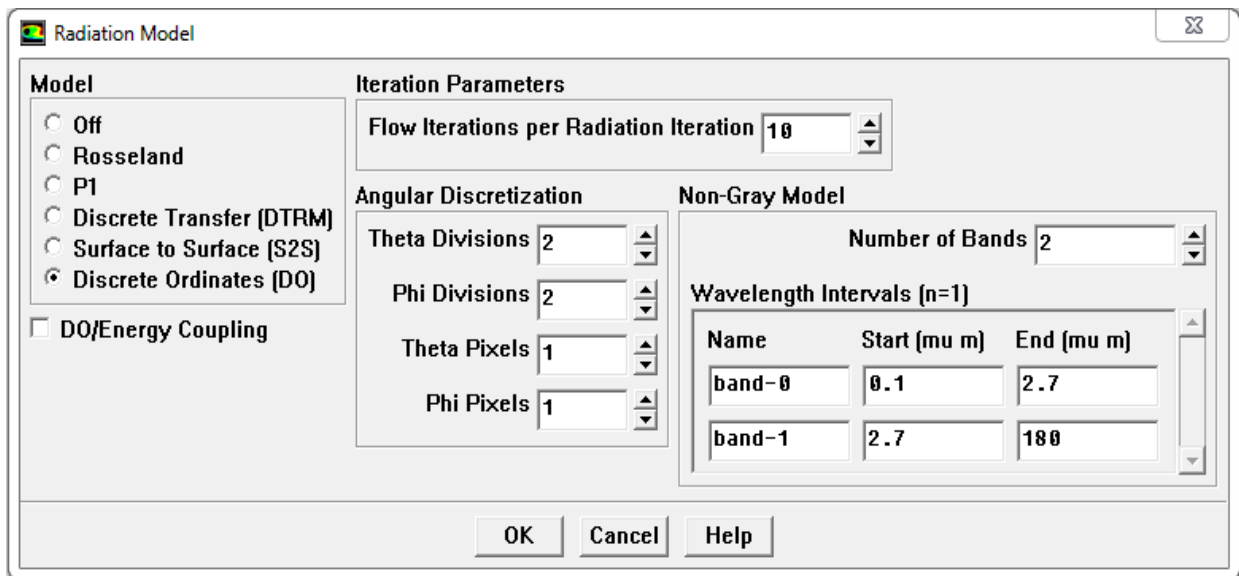 Radiation Model
Model
Off
Rosseland
P1
Discrete Transfer (DTRM)
Surface to Surface (S2S)
Discrete Ordinates (DO)
DO/Energy Coupling
Iteration Parameters
Flow Iterations per Radiation Iteration 10
Angular Discretization
Theta Divisions 2
Phi Divisions 2
Theta Pixels 1
Phi Pixels 1
Non-Gray Model
Number of Bands 2
Wavelength Intervals (n=1)
Name Start (mu m) End (mu m)
band-0 0.1 2.7
band-1 2.7 180
OK Cancel Help